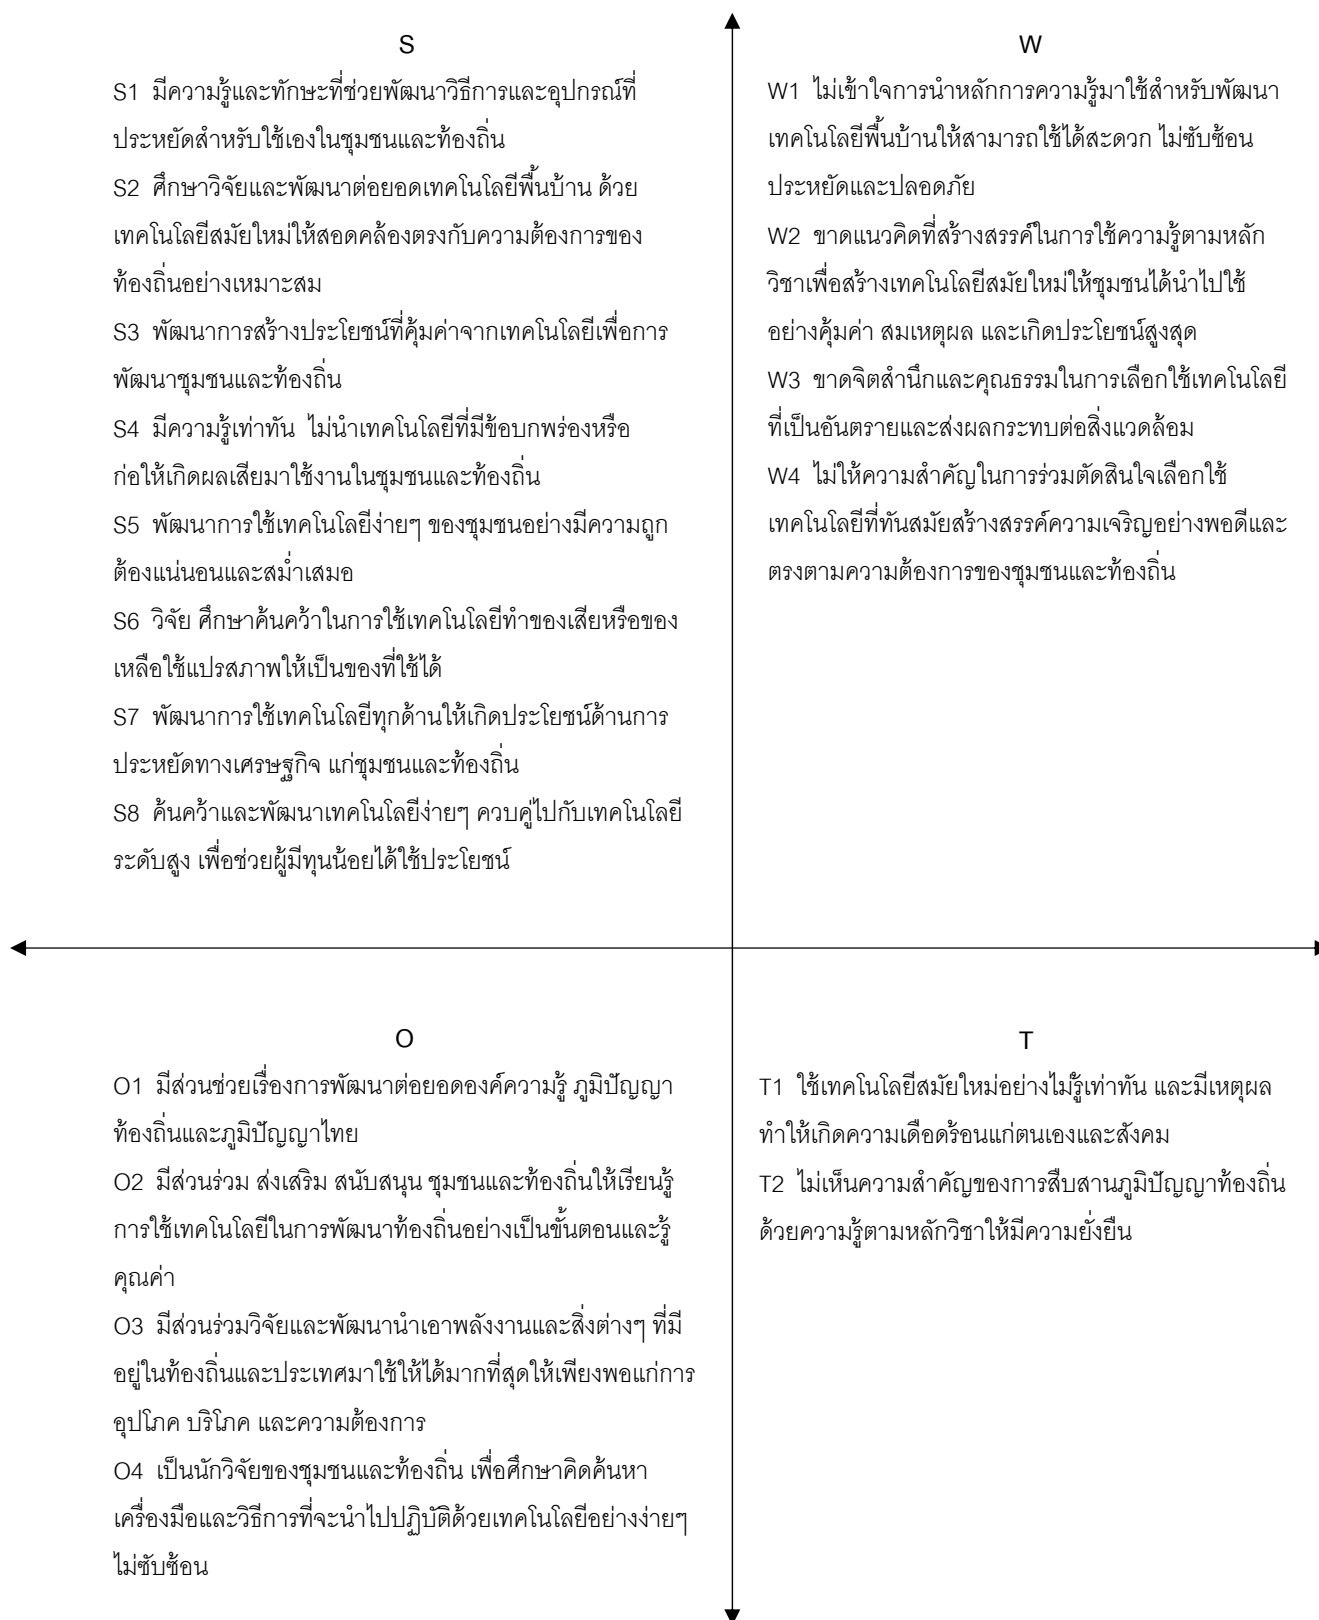 S
S1 มีความรู้และทักษะที่ช่วยพัฒนาวิธีการและอุปกรณ์ที่
ประหยัดสำหรับใช้เองในชุมชนและท้องถิ่น
S2 ศึกษาวิจัยและพัฒนาต่อยอดเทคโนโลยีพื้นบ้าน ด้วย
เทคโนโลยีสมัยใหม่ให้สอดคล้องตรงกับความต้องการของ
ท้องถิ่นอย่างเหมาะสม
S3 พัฒนาการสร้างประโยชน์ที่คุ้มค่าจากเทคโนโลยีเพื่อการ
พัฒนาชุมชนและท้องถิ่น
S4 มีความรู้เท่าทัน ไม่นำเทคโนโลยีที่มีข้อบกพร่องหรือ
ก่อให้เกิดผลเสียมาใช้งานในชุมชนและท้องถิ่น
S5 พัฒนาการใช้เทคโนโลยีง่ายๆ ของชุมชนอย่างมีความถูก
ต้องแน่นอนและสม่ำเสมอ
S6 วิจัย ศึกษาค้นคว้าในการใช้เทคโนโลยีทำของเสียหรือของ
เหลือใช้แปรสภาพให้เป็นของที่ใช้ได้
S7 พัฒนาการใช้เทคโนโลยีทุกด้านให้เกิดประโยชน์ด้านการ
ประหยัดทางเศรษฐกิจ แก่ชุมชนและท้องถิ่น
S8 ค้นคว้าและพัฒนาเทคโนโลยีง่ายๆ ควบคู่ไปกับเทคโนโลยี
ระดับสูง เพื่อช่วยผู้มีทุนน้อยได้ใช้ประโยชน์
W
W1 ไม่เข้าใจการนำหลักการความรู้มาใช้สำหรับพัฒนา
เทคโนโลยีพื้นบ้านให้สามารถใช้ได้สะดวก ไม่ซับซ้อน
ประหยัดและปลอดภัย
W2 ขาดแนวคิดที่สร้างสรรค์ในการใช้ความรู้ตามหลัก
วิชาเพื่อสร้างเทคโนโลยีสมัยใหม่ให้ชุมชนได้นำไปใช้
อย่างคุ้มค่า สมเหตุผล และเกิดประโยชน์สูงสุด
W3 ขาดจิตสำนึกและคุณธรรมในการเลือกใช้เทคโนโลยี
ที่เป็นอันตรายและส่งผลกระทบต่อสิ่งแวดล้อม
W4 ไม่ให้ความสำคัญในการร่วมตัดสินใจเลือกใช้
เทคโนโลยีที่ทันสมัยสร้างสรรค์ความเจริญอย่างพอดีและ
ตรงตามความต้องการของชุมชนและท้องถิ่น
O
O1 มีส่วนช่วยเรื่องการพัฒนาต่อยอดองค์ความรู้ ภูมิปัญญา
ท้องถิ่นและภูมิปัญญาไทย
O2 มีส่วนร่วม ส่งเสริม สนับสนุน ชุมชนและท้องถิ่นให้เรียนรู้
การใช้เทคโนโลยีในการพัฒนาท้องถิ่นอย่างเป็นขั้นตอนและรู้
คุณค่า
O3 มีส่วนร่วมวิจัยและพัฒนานำเอาพลังงานและสิ่งต่างๆ ที่มี
อยู่ในท้องถิ่นและประเทศมาใช้ให้ได้มากที่สุดให้เพียงพอแก่การ
อุปโภค บริโภค และความต้องการ
O4 เป็นนักวิจัยของชุมชนและท้องถิ่น เพื่อศึกษาคิดค้นหา
เครื่องมือและวิธีการที่จะนำไปปฏิบัติด้วยเทคโนโลยีอย่างง่ายๆ
ไม่ซับซ้อน
T
T1 ใช้เทคโนโลยีสมัยใหม่อย่างไม่รู้เท่าทัน และมีเหตุผล
ทำให้เกิดความเดือดร้อนแก่ตนเองและสังคม
T2 ไม่เห็นความสำคัญของการสืบสานภูมิปัญญาท้องถิ่น
ด้วยความรู้ตามหลักวิชาให้มีความยั่งยืน